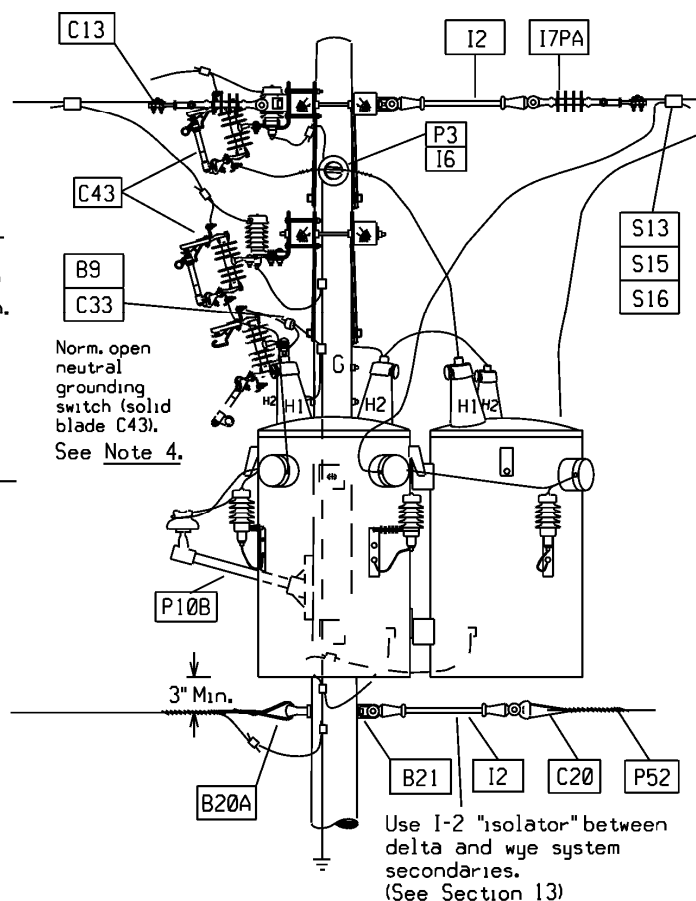 C13
I2
I7PA
P3
I6
C43
S13
S15
S16
B9
C33
Norm. open
neutral
grounding
switch (solid
blade C43).
See Note 4.
G
H2
H1
H2
H1
H2
P10B
3" Min.
B20A
B21
I2
C20
P52
Use I-2 "isolator" between
delta and wye system
secondaries.
(See Section 13)